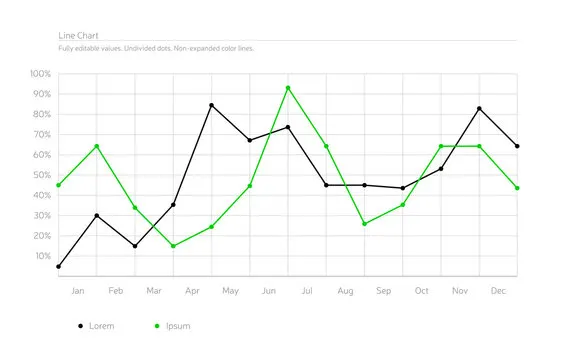 Line Chart
Fully editable values. Undivided dots. Non-expanded color lines.
100%
90%
80%
70%
60%
50%
40%
30%
20%
10%
Jan Feb Mar Apr May Jun Jul Aug Sep Oct Nov Dec
Lorem Ipsum